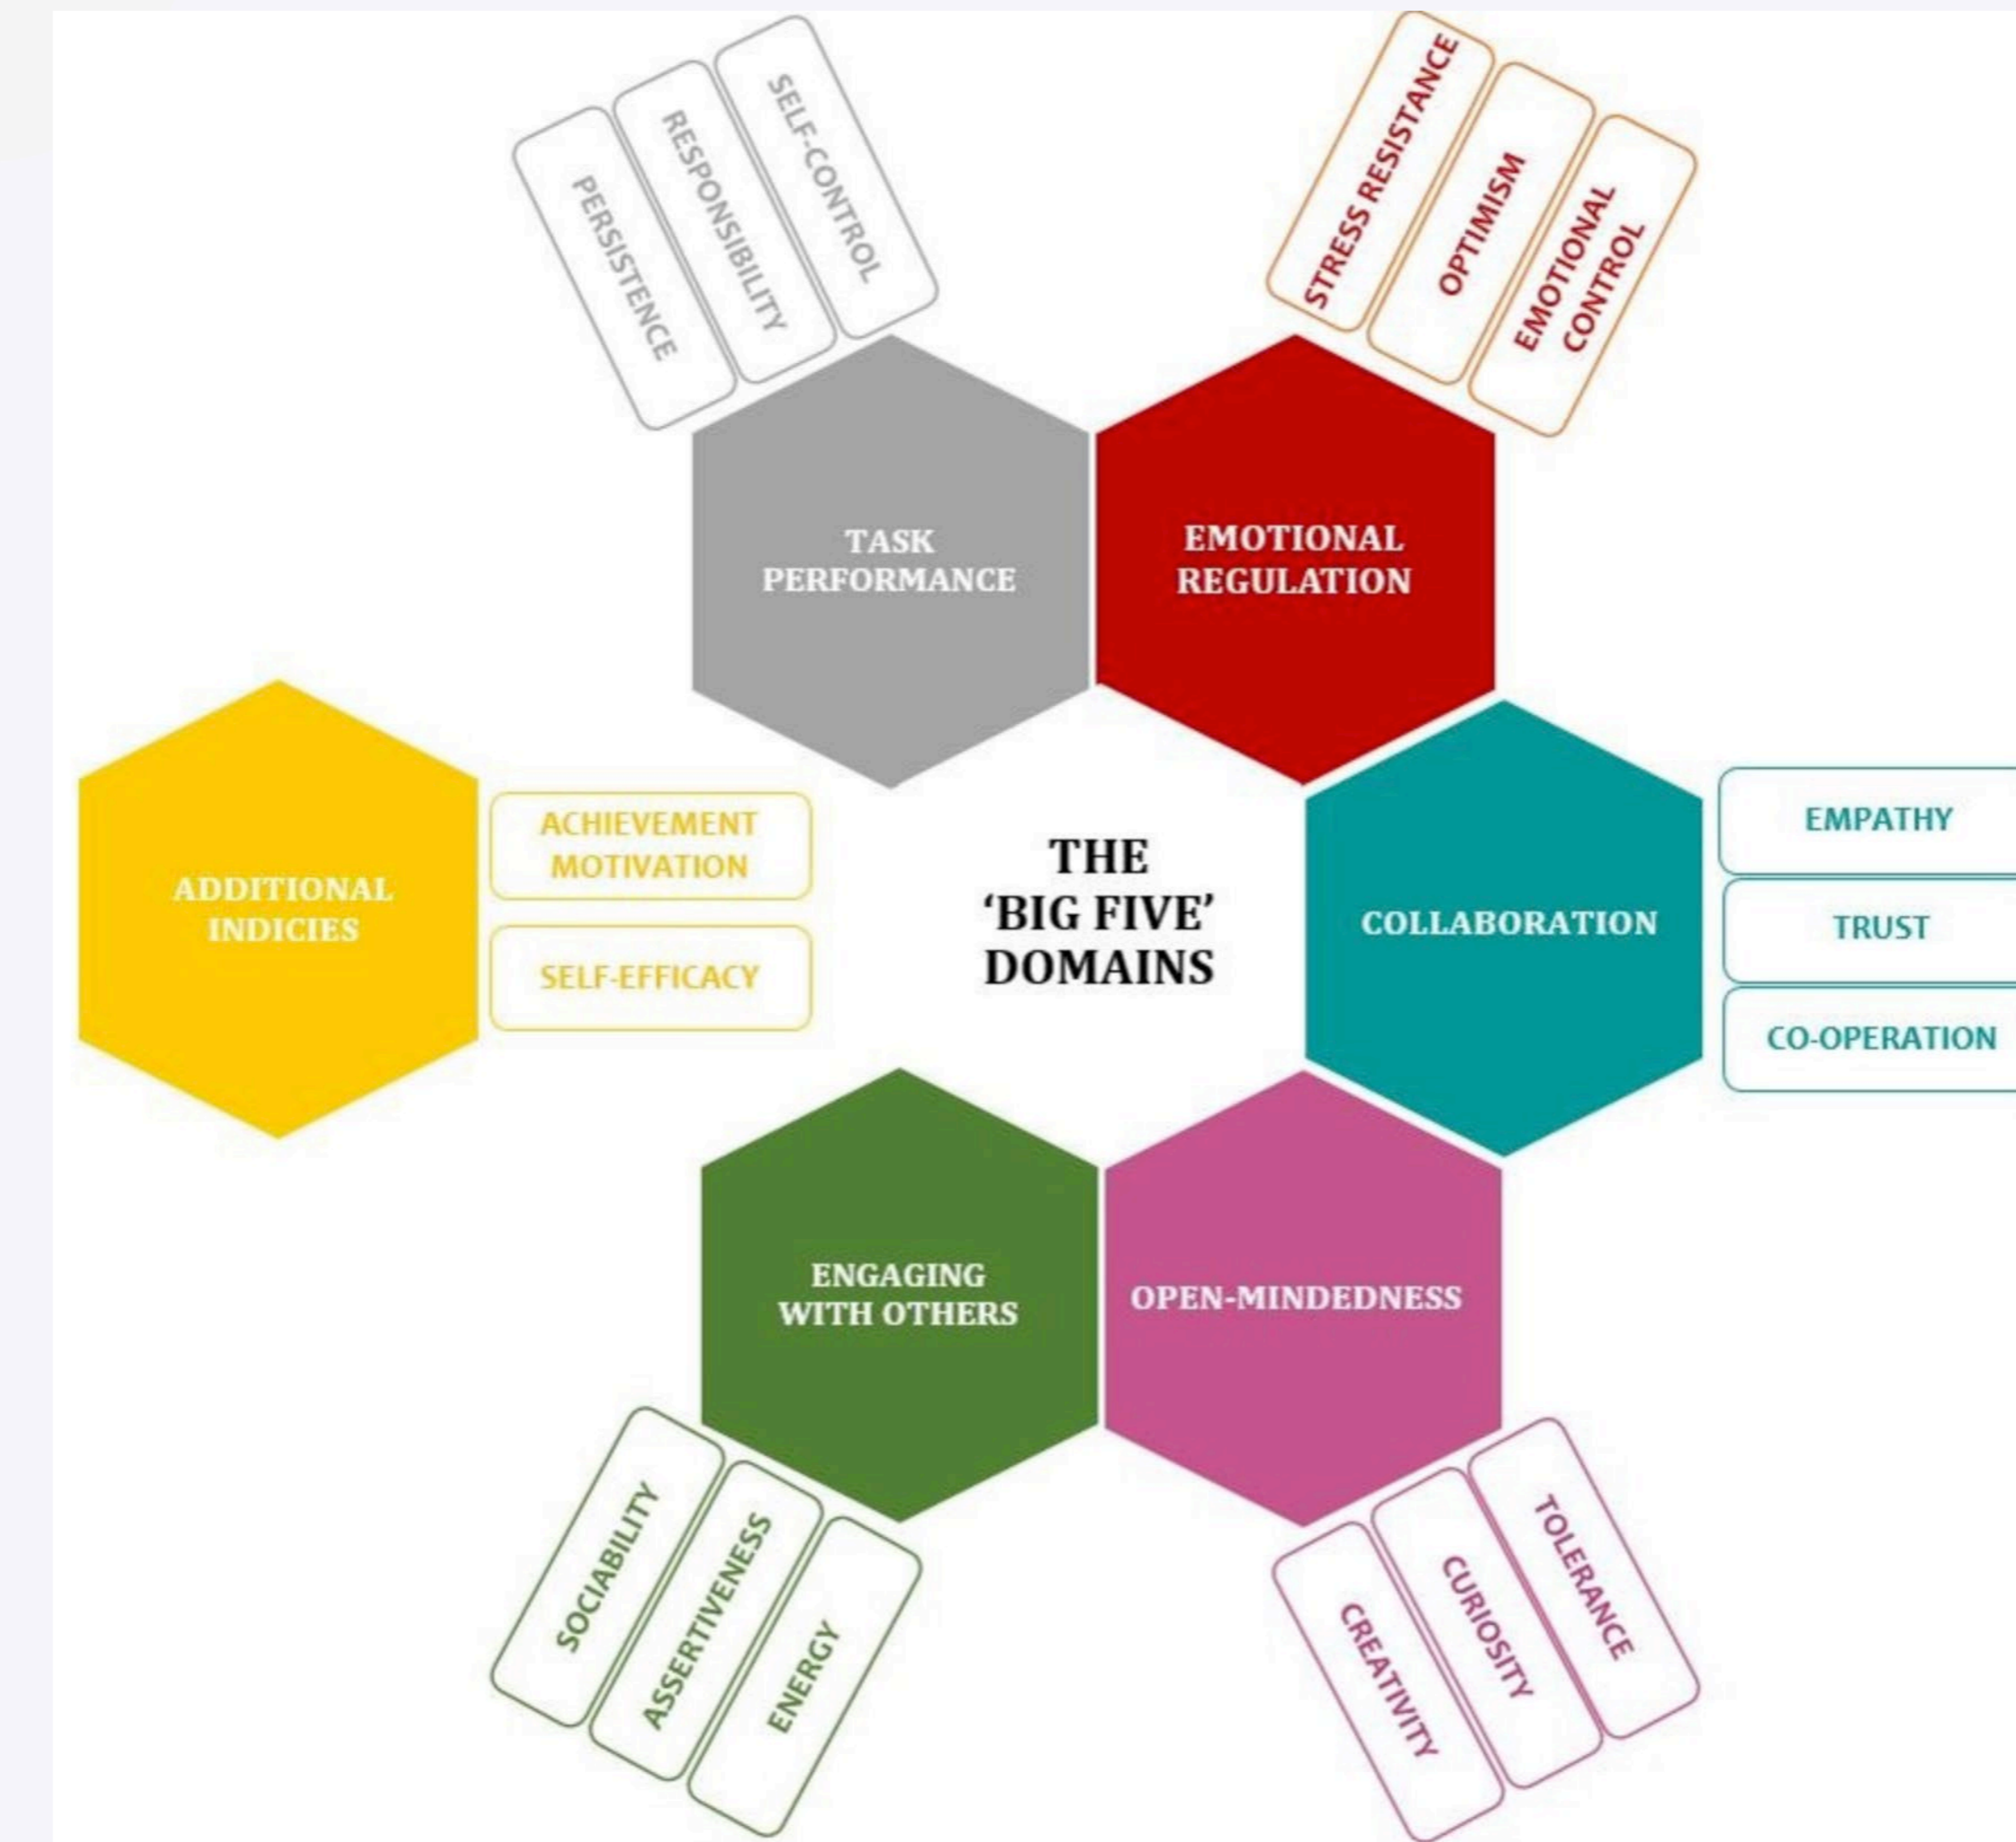 PERSISTENCE
RESPONSIBILITY
SELF-CONTROL
STRESS RESISTANCE
OPTIMISM
EMOTIONAL
CONTROL
TASK
PERFORMANCE
EMOTIONAL
REGULATION
ADDITIONAL
INDICIES
ACHIEVEMENT
MOTIVATION
SELF-EFFICACY
THE
‘BIG FIVE’
DOMAINS
COLLABORATION
EMPATHY
TRUST
CO-OPERATION
ENGAGING
WITH OTHERS
OPEN-MINDEDNESS
SOCIABILITY
ASSERTIVENESS
ENERGY
CREATIVITY
CURIOSITY
TOLERANCE